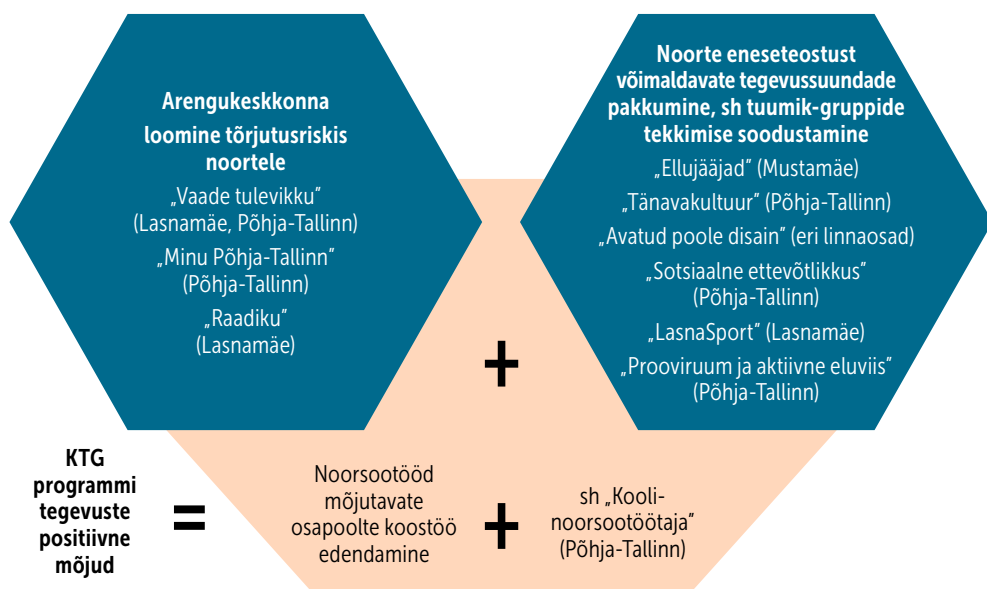 Arengukeskkonna
loomine tõrjutusriskis
noortele
„Vaade tulevikku"
(Lasnamäe, Põhja-Tallinn)
„Minu Põhja-Tallinn"
(Põhja-Tallinn)
„Raadiku"
(Lasnamäe)
Noorte eneseteostust
võimaldavate tegevussuundade
pakkumine, sh tuumik-gruppide
tekkimise soodustamine
„Ellujääjad" (Mustamäe)
„Tänavakultuur" (Põhja-Tallinn)
„Avatud poole disain" (eri linnaosad)
„Sotsiaalne ettevõtlikkus"
(Põhja-Tallinn)
„LasnaSport" (Lasnamäe)
„Prooviruum ja aktiivne eluviis"
(Põhja-Tallinn)
+
KTG
programmi
tegevuste
positiivne
mõjud
=
Noorsootööd
mõjutavate
osapoolte koostöö
edendamine
+
sh „Kooli-
noorsootöötaja"
(Põhja-Tallinn)